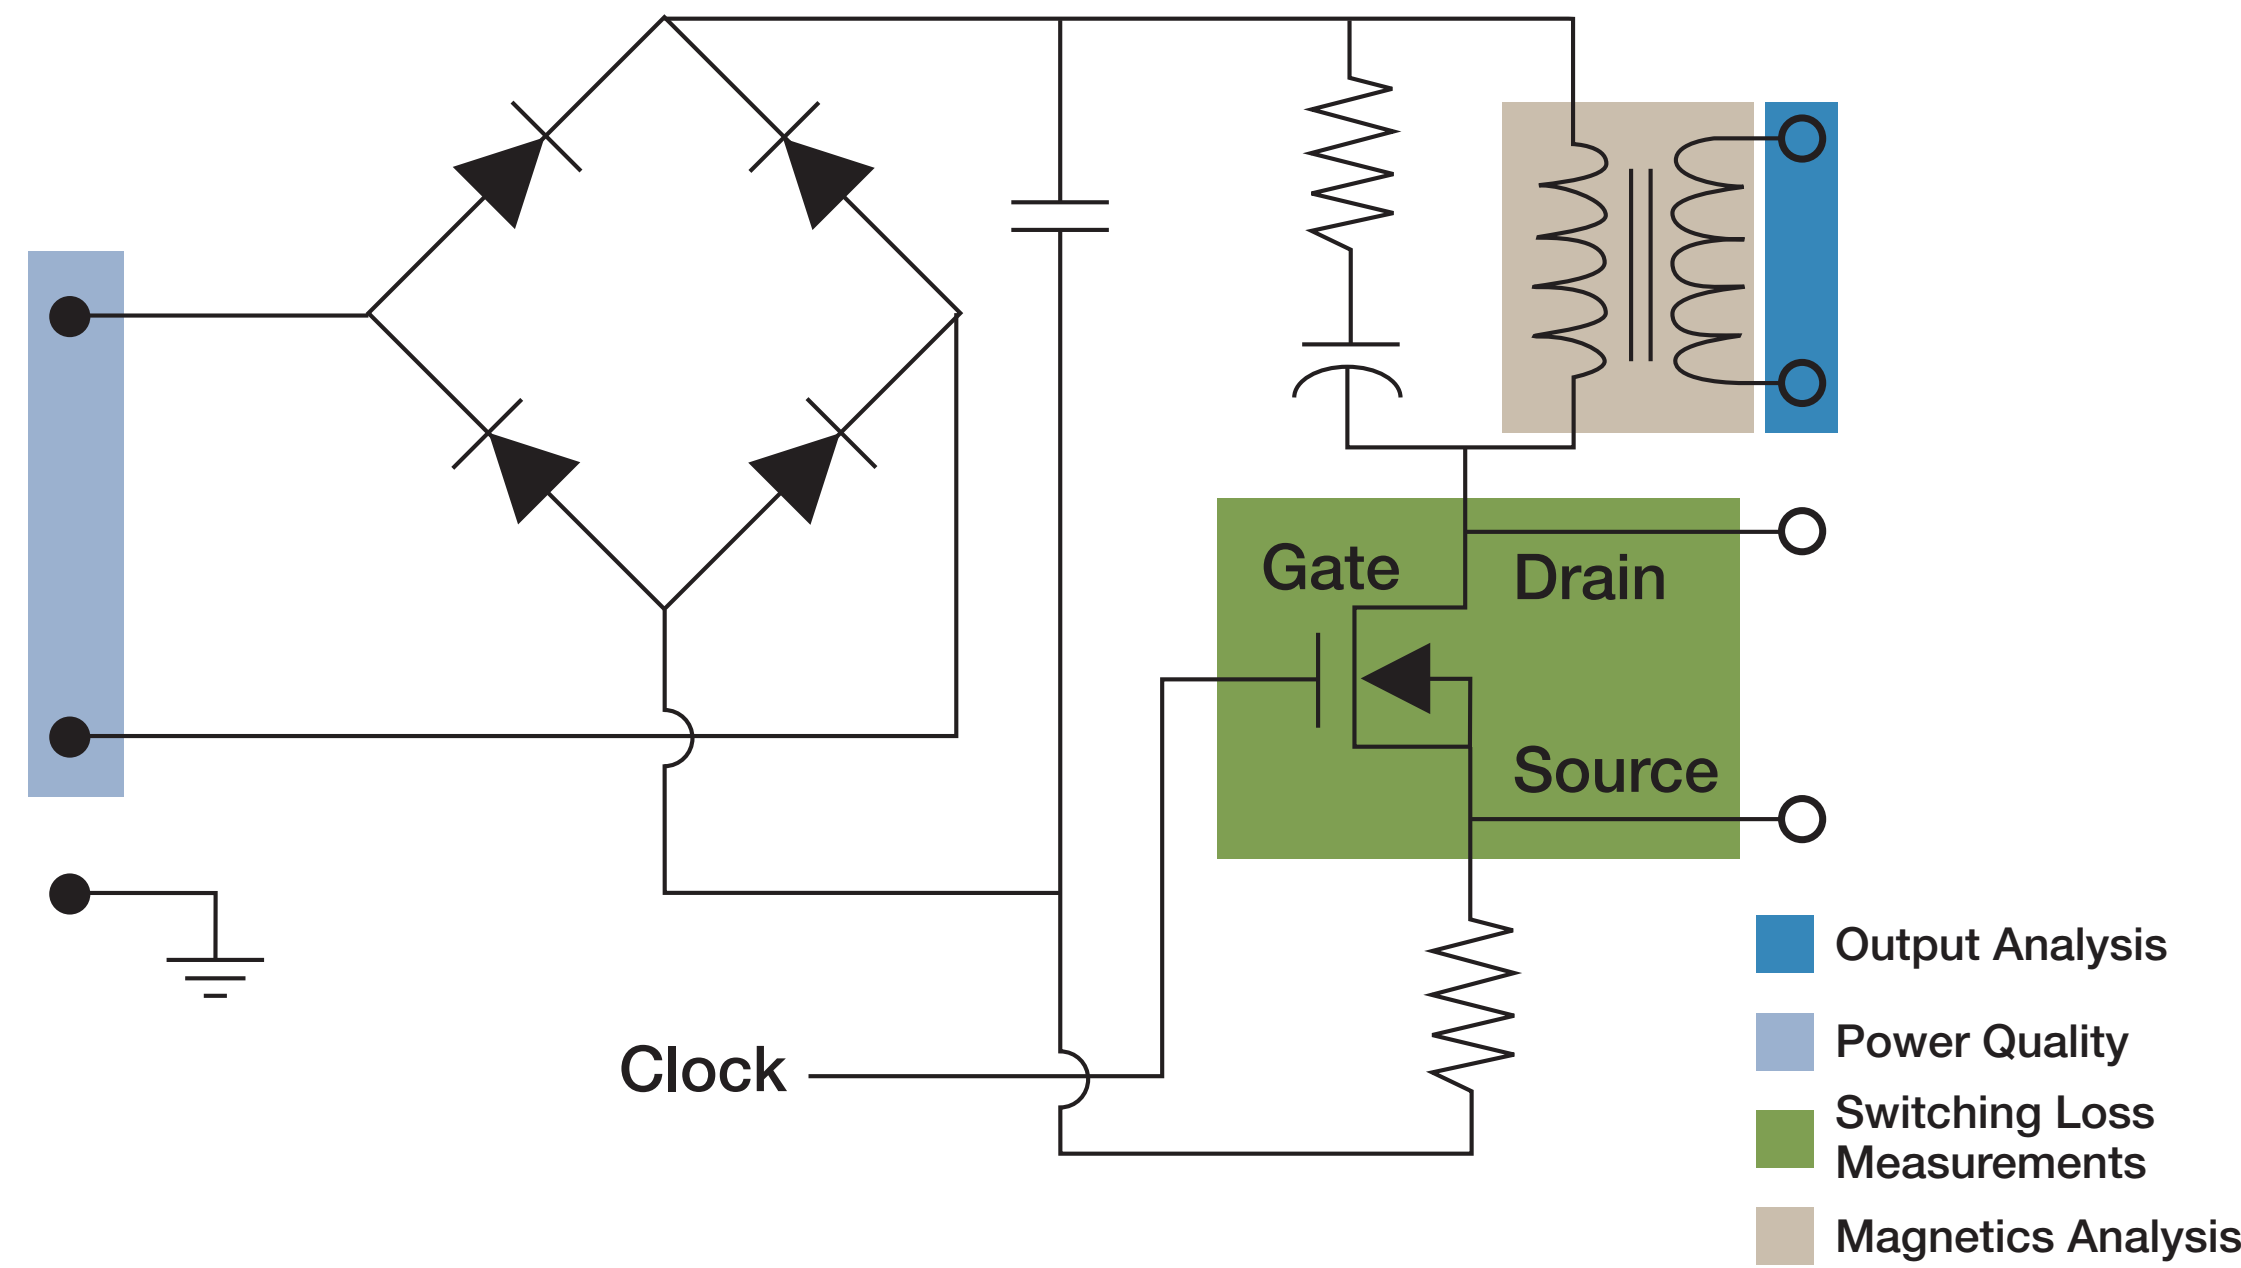 Gate
Drain
Source
Clock
Output Analysis
Power Quality
Switching Loss
Measurements
Magnetics Analysis